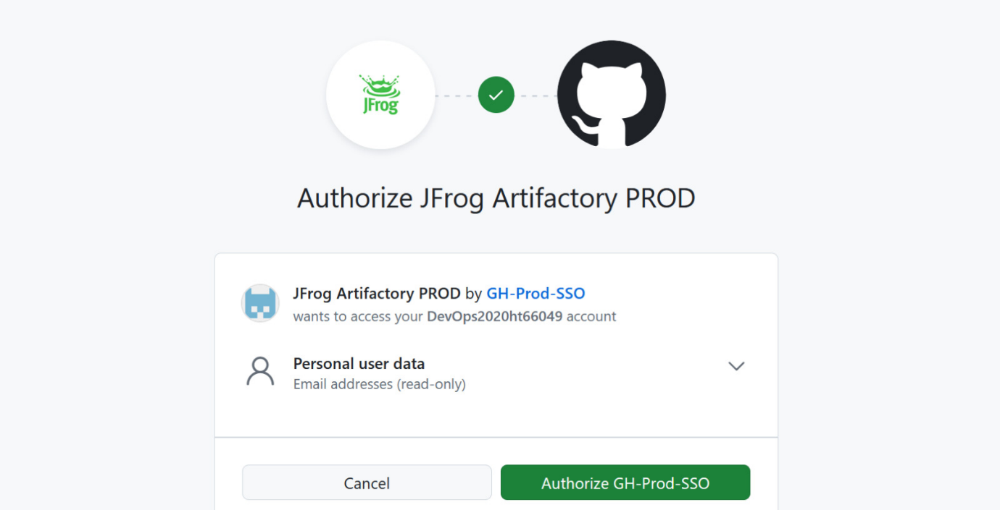 JFrog
Authorize JFrog Artifactory PROD
JFrog Artifactory PROD by GH-Prod-SSO
wants to access your DevOps2020ht66049 account
Personal user data
Email addresses (read-only)
Cancel
Authorize GH-Prod-SSO